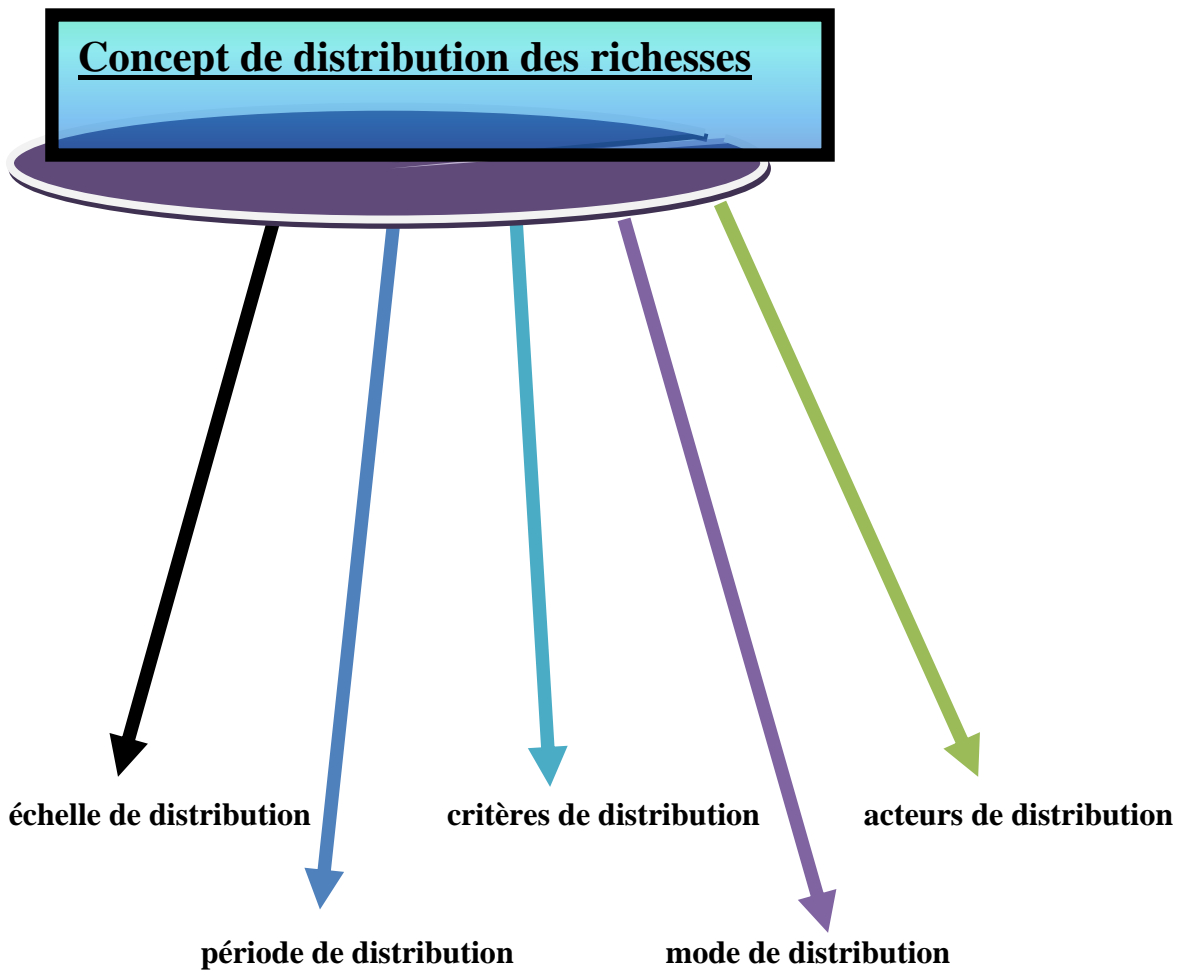 Concept de distribution des richesses
échelle de distribution
critères de distribution
acteurs de distribution
période de distribution
mode de distribution